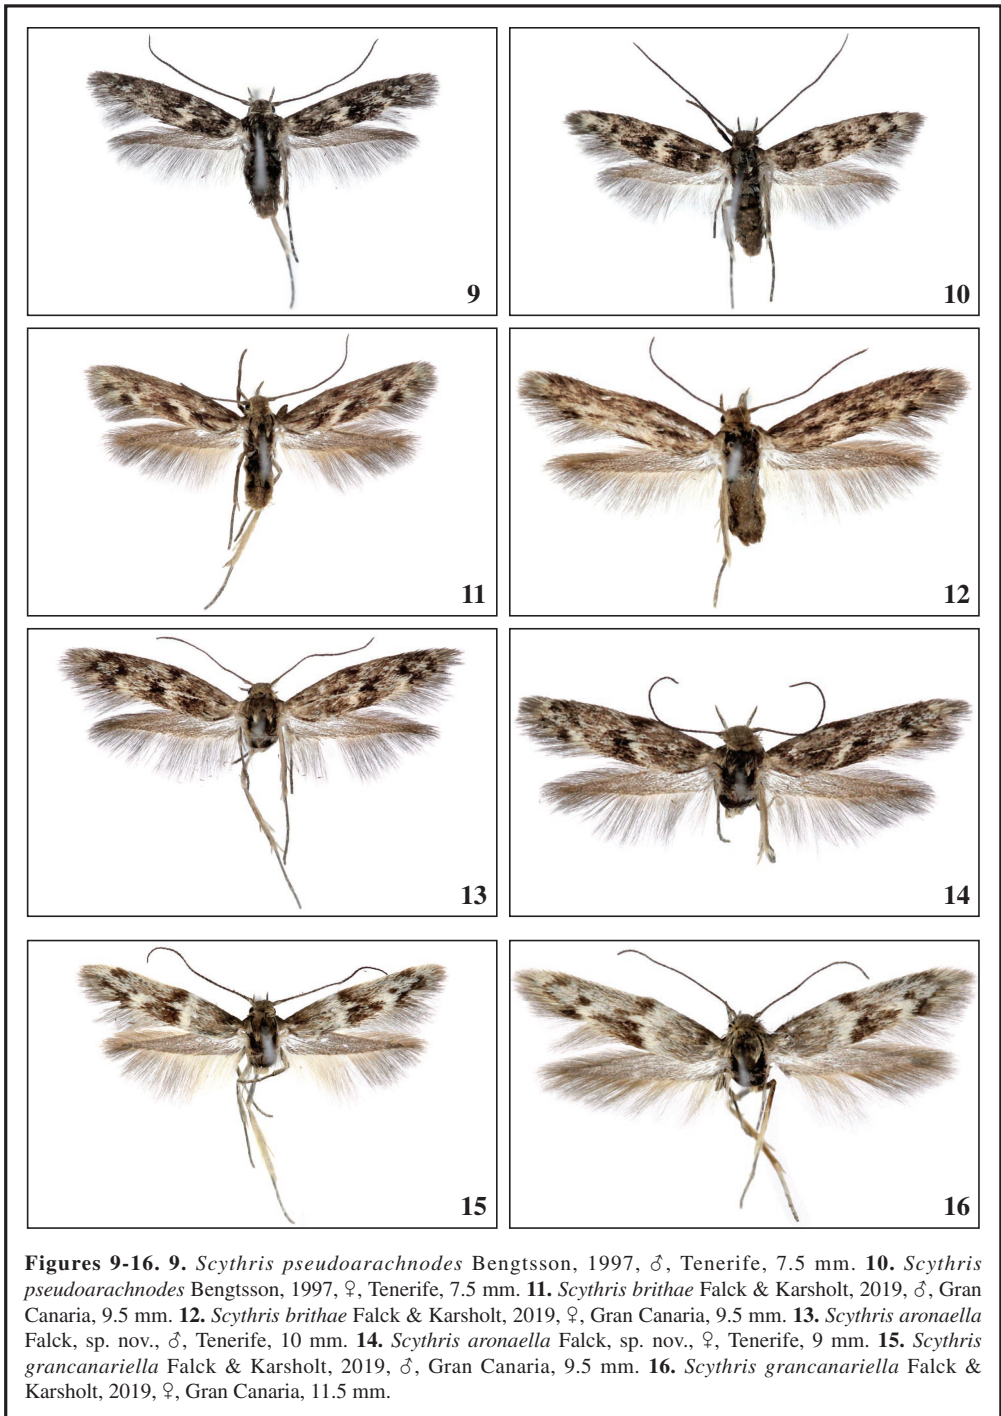 9
10
11
12
13
14
15
16
Figures 9-16. 9. Scythris pseudoarachnodes Bengtsson, 1997, ♂, Tenerife, 7.5 mm. 10. Scythris
pseudoarachnodes Bengtsson, 1997, ♀, Tenerife, 7.5 mm. 11. Scythris brithae Falck & Karsholt, 2019, ♂, Gran
Canaria, 9.5 mm. 12. Scythris brithae Falck & Karsholt, 2019, ♀, Gran Canaria, 9.5 mm. 13. Scythris aronaella
Falck, sp. nov., ♂, Tenerife, 10 mm. 14. Scythris aronaella Falck, sp. nov., ♀, Tenerife, 9 mm. 15. Scythris
grancanariella Falck & Karsholt, 2019, ♂, Gran Canaria, 9.5 mm. 16. Scythris grancanariella Falck &
Karsholt, 2019, ♀, Gran Canaria, 11.5 mm.